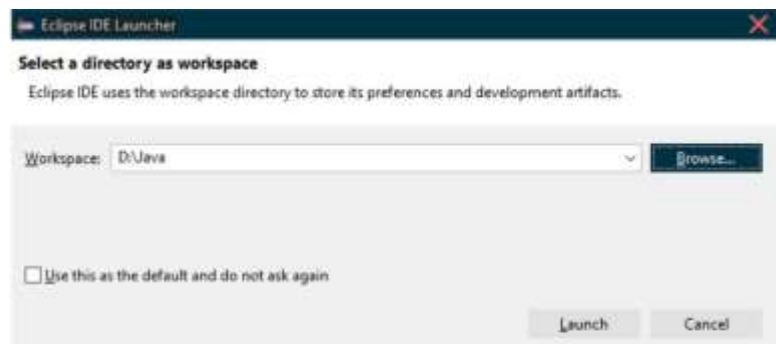 Eclipse IDE Launcher
Select a directory as workspace
Eclipse IDE uses the workspace directory to store its preferences and development artifacts.
Workspace: D:\Java Browse...
Use this as the default and do not ask again
Launch Cancel